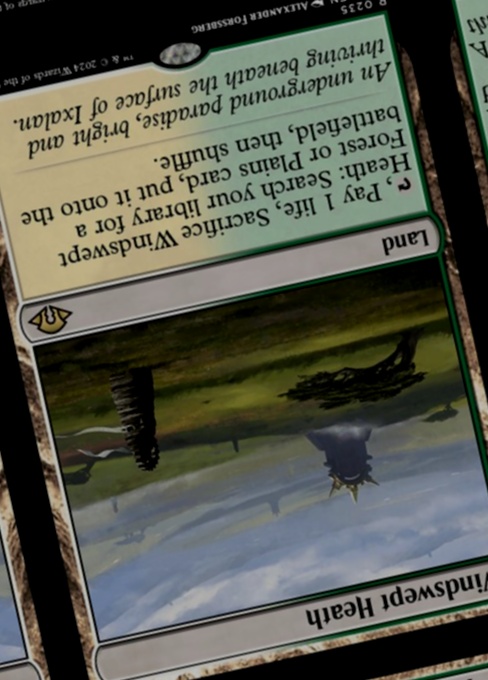 Windswept Heath
Land
, Pay 1 life, Sacrifice Windswept
Heath: Search your library for a
Forest or Plains card, put it onto the
battlefield, then shuffle.
An underground paradise, bright and
thriving beneath the surface of Ixalan.
R 0235
ALEXANDER FORSSBERG
™ & © 2024 Wizards of the